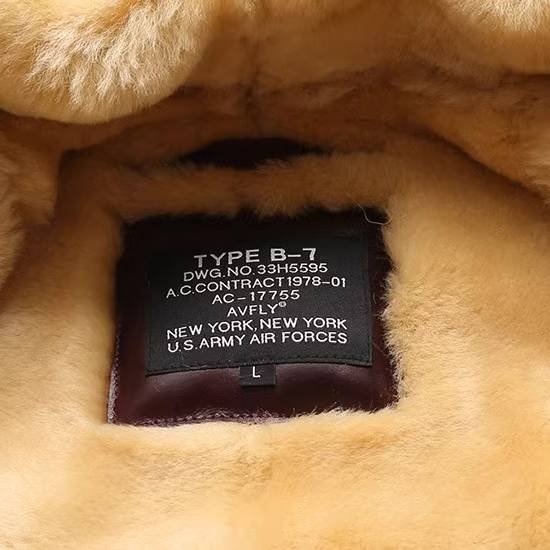 TYPE B-7
DWG.NO.33H5595
A.C.CONTRACT1978-01
AC-17755
AVFLY®
NEW YORK, NEW YORK
U.S.ARMY AIR FORCES
L